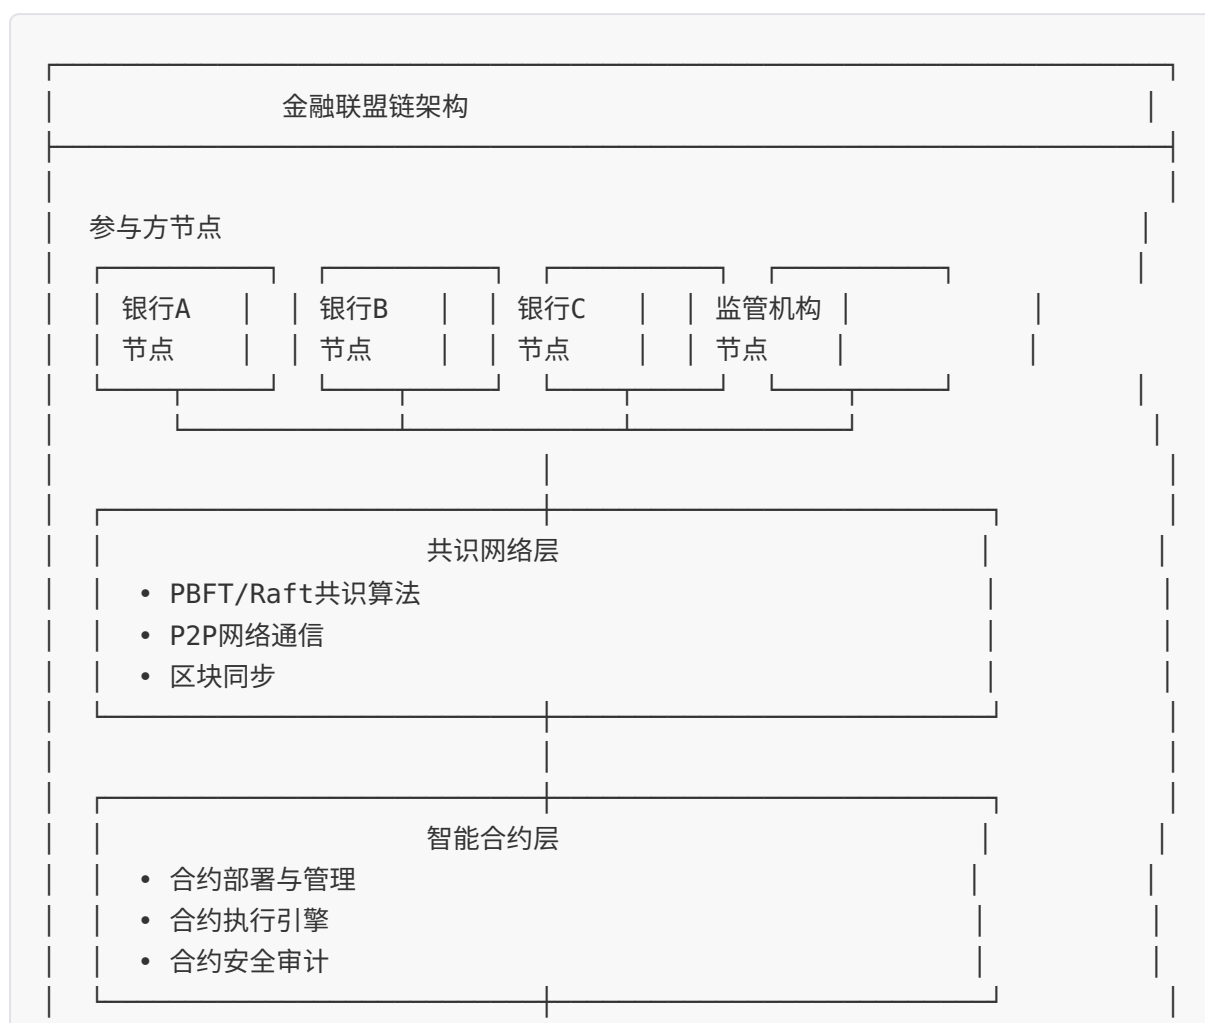 金融联盟链架构
参与方节点
银行A 银行B 银行C 监管机构
节点 节点 节点 节点
共识网络层
• PBFT/Raft共识算法
• P2P网络通信
• 区块同步
智能合约层
• 合约部署与管理
• 合约执行引擎
• 合约安全审计